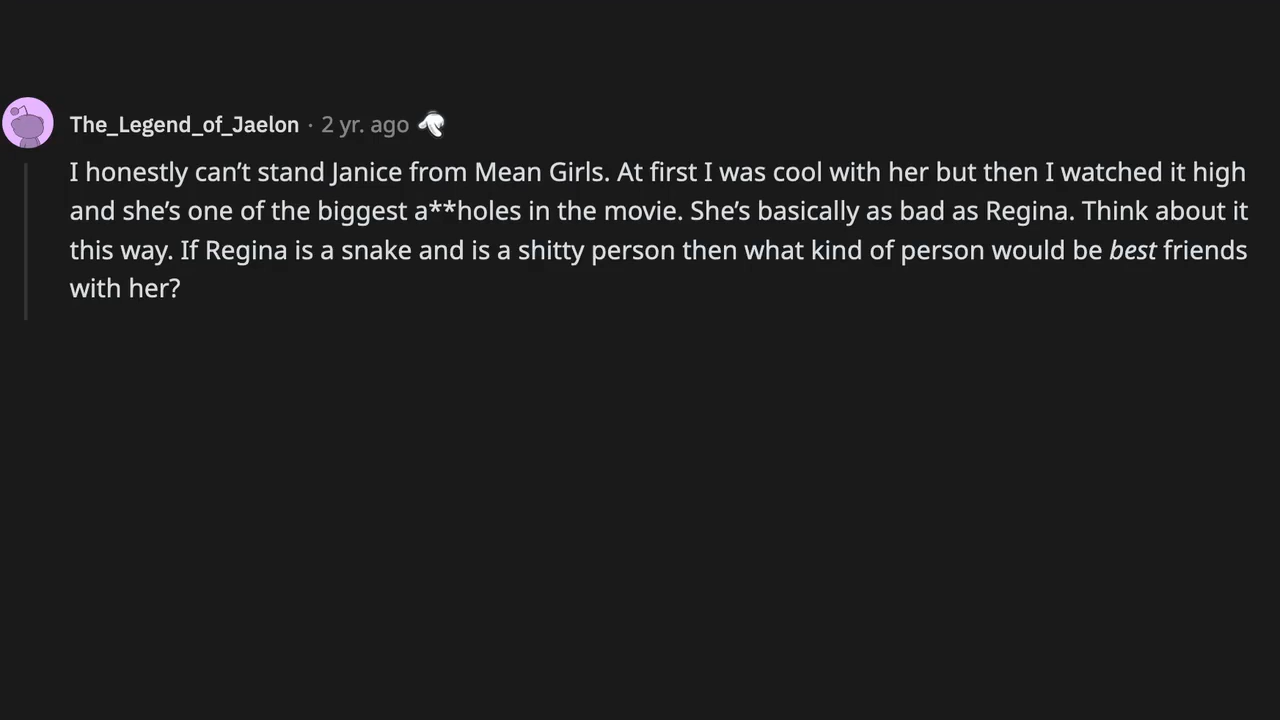 The_Legend_of_Jaelon · 2 yr. ago
I honestly can’t stand Janice from Mean Girls. At first I was cool with her but then I watched it high
and she’s one of the biggest a**holes in the movie. She’s basically as bad as Regina. Think about it
this way. If Regina is a snake and is a shitty person then what kind of person would be best friends
with her?